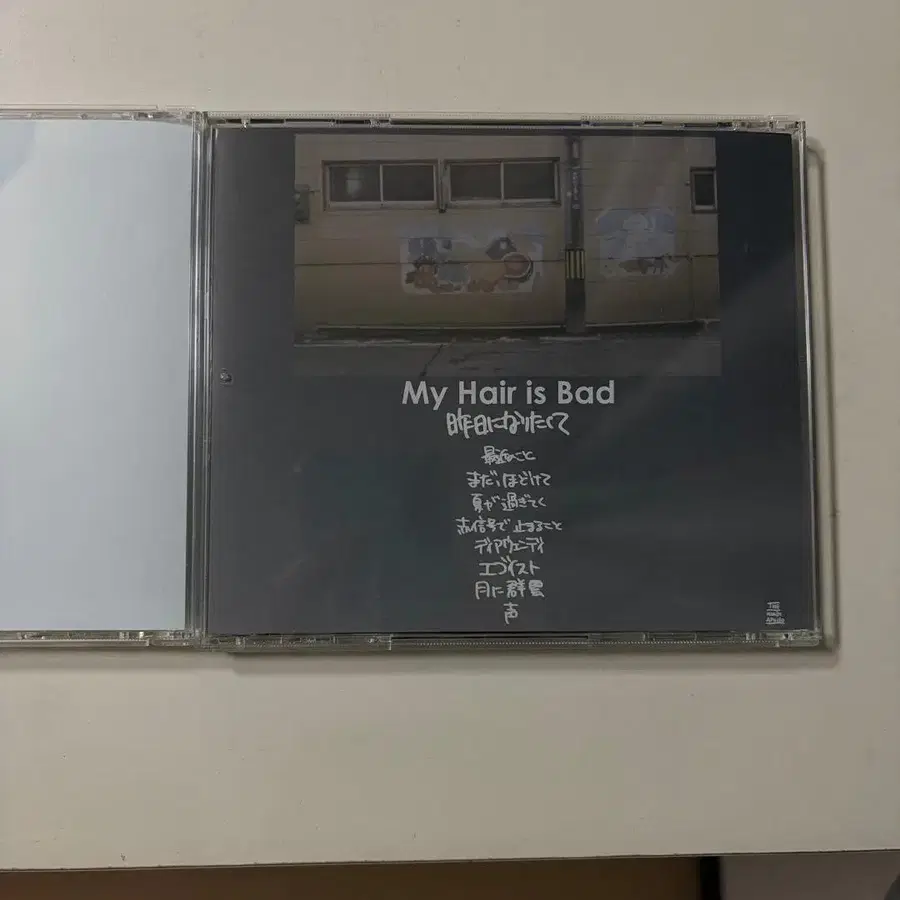 My Hair is Bad
昨日になりたくて
最近のこと
まだ、ほどけて
夏が過ぎてく
赤信号で止まること
ディアウェンディ
エゴイスト
月に群雲
声